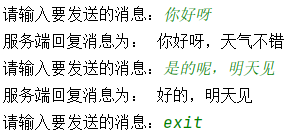 请输入要发送的消息：你好呀
服务端回复消息为： 你好呀，天气不错
请输入要发送的消息：是的呢，明天见
服务端回复消息为： 好的，明天见
请输入要发送的消息：exit